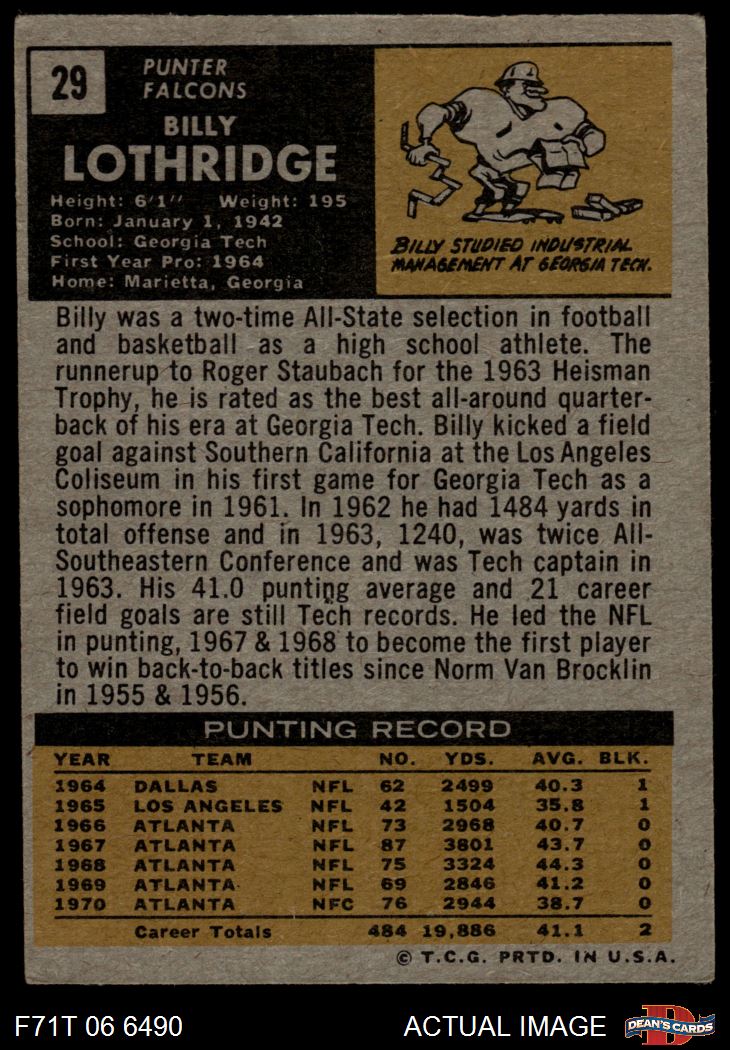 29
PUNTER
FALCONS
BILLY
LOTHRIDGE
Height: 6'1" Weight: 195
Born: January 1, 1942
School: Georgia Tech
First Year Pro: 1964
Home: Marietta, Georgia
BILLY STUDIED INDUSTRIAL
MANAGEMENT AT GEORGIA TECH.
Billy was a two-time All-State selection in football
and basketball as a high school athlete. The
runnerup to Roger Staubach for the 1963 Heisman
Trophy, he is rated as the best all-around quarter-
back of his era at Georgia Tech. Billy kicked a field
goal against Southern California at the Los Angeles
Coliseum in his first game for Georgia Tech as a
sophomore in 1961. In 1962 he had 1484 yards in
total offense and in 1963, 1240, was twice All-
Southeastern Conference and was Tech captain in
1963. His 41.0 punting average and 21 career
field goals are still Tech records. He led the NFL
in punting, 1967 & 1968 to become the first player
to win back-to-back titles since Norm Van Brocklin
in 1955 & 1956.
PUNTING RECORD
YEAR TEAM NO. YDS. AVG. BLK.
1964 DALLAS NFL 62 2499 40.3 1
1965 LOS ANGELES NFL 42 1504 35.8 1
1966 ATLANTA NFL 73 2968 40.7 0
1967 ATLANTA NFL 87 3801 43.7 0
1968 ATLANTA NFL 75 3324 44.3 0
1969 ATLANTA NFL 69 2846 41.2 0
1970 ATLANTA NFC 76 2944 38.7 0
Career Totals 484 19,886 41.1 2
© T.C.G. PRTD. IN U.S.A.
F71T 06 6490 ACTUAL IMAGE D DEAN'S CARDS